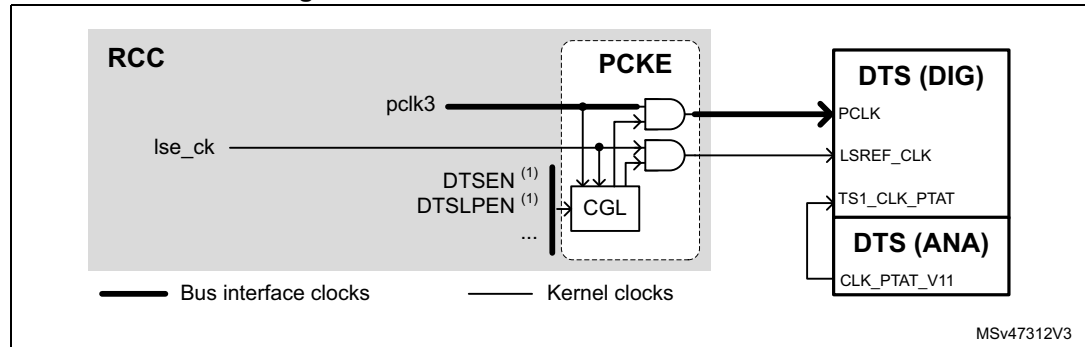 RCC
PCKE
DTS (DIG)
pclk3
PCLK
lse_ck
LSREF_CLK
DTSEN (1)
TS1_CLK_PTAT
DTSLPEN (1)
CGL
...
DTS (ANA)
CLK_PTAT_V11
Bus interface clocks
Kernel clocks
MSv47312V3